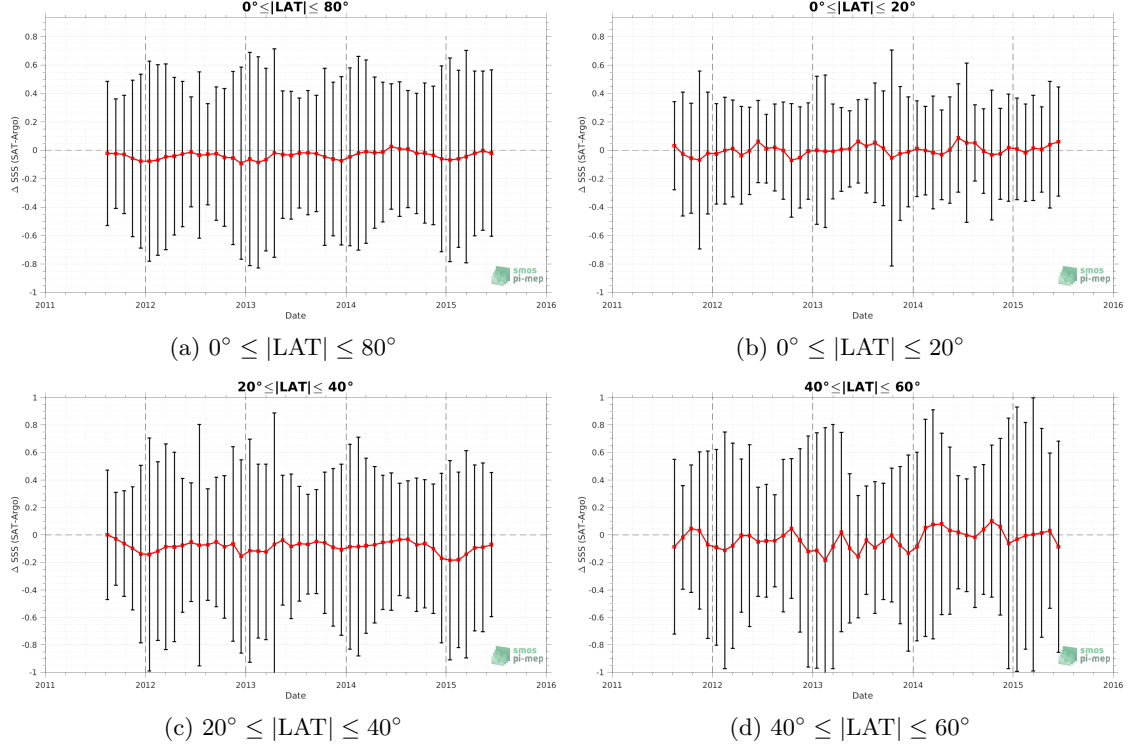 0°≤|LAT|≤ 80°
Δ SSS (SAT-Argo)
0.8
0.6
0.4
0.2
0
-0.2
-0.4
-0.6
-0.8
-1
2011
2012
2013
2014
2015
2016
Date
smos
pi-mep
(a) 0° ≤ |LAT| ≤ 80°
0°≤|LAT|≤ 20°
Δ SSS (SAT-Argo)
0.8
0.6
0.4
0.2
0
-0.2
-0.4
-0.6
-0.8
-1
2011
2012
2013
2014
2015
2016
Date
smos
pi-mep
(b) 0° ≤ |LAT| ≤ 20°
20°≤|LAT|≤ 40°
Δ SSS (SAT-Argo)
1
0.8
0.6
0.4
0.2
0
-0.2
-0.4
-0.6
-0.8
-1
2011
2012
2013
2014
2015
2016
Date
smos
pi-mep
(c) 20° ≤ |LAT| ≤ 40°
40°≤|LAT|≤ 60°
Δ SSS (SAT-Argo)
1
0.8
0.6
0.4
0.2
0
-0.2
-0.4
-0.6
-0.8
-1
2011
2012
2013
2014
2015
2016
Date
smos
pi-mep
(d) 40° ≤ |LAT| ≤ 60°